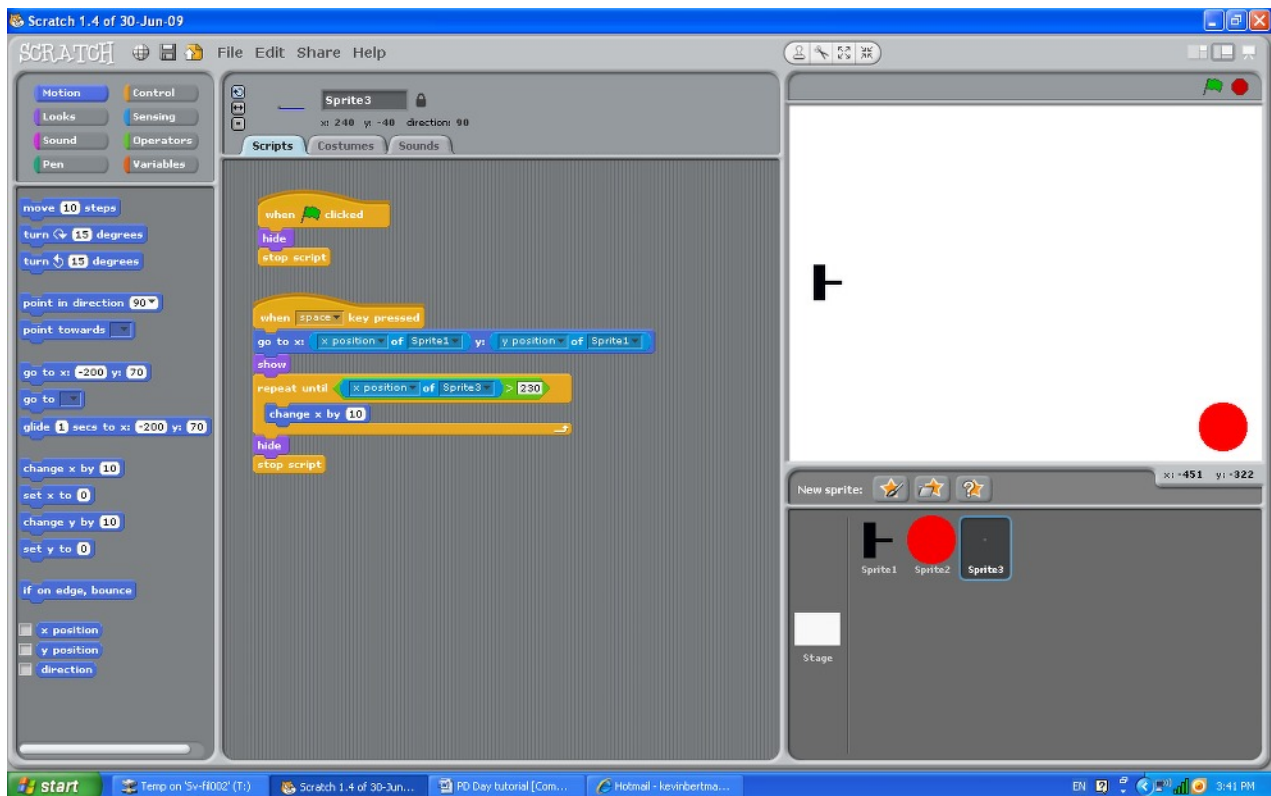 Scratch 1.4 of 30-Jun-09
SCRATCH File Edit Share Help
Motion Control
Looks Sensing
Sound Operators
Pen Variables
move 10 steps
turn 15 degrees
turn 15 degrees
point in direction 90
point towards
go to x: -200 y: 70
go to
glide 1 secs to x: -200 y: 70
change x by 10
set x to 0
change y by 10
set y to 0
if on edge, bounce
x position
y position
direction
Sprite3
x: 240 y: -40 direction: 90
Scripts Costumes Sounds
when clicked
hide
stop script
when space key pressed
go to x: x position of Sprite1 y: y position of Sprite1
show
repeat until x position of Sprite3 > 230
change x by 10
hide
stop script
x: -451 y: -322
New sprite:
Sprite1 Sprite2 Sprite3
Stage
start Temp on 'Sv-fil002' (T:) Scratch 1.4 of 30-Jun... PD Day tutorial [Com... Hotmail - kevinbertma... EN 3:41 PM